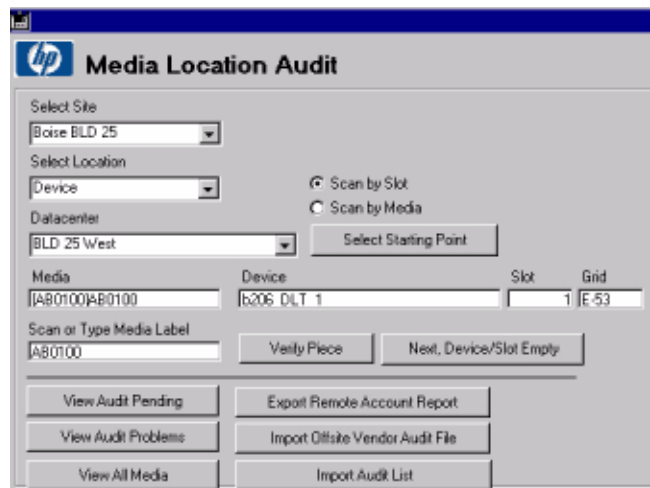 hp
Media Location Audit
Select Site
Boise BLD 25
Select Location
Device
Scan by Slot
Scan by Media
Datacenter
BLD 25 West
Select Starting Point
Media Device Slot Grid
[AB0100]AB0100 b206 DLT 1 1 E-53
Scan or Type Media Label
AB0100
Verify Piece Next, Device/Slot Empty
View Audit Pending Export Remote Account Report
View Audit Problems Import Offsite Vendor Audit File
View All Media Import Audit List